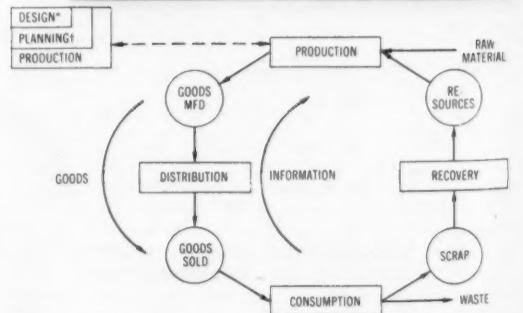 DESIGN*
PLANNING†
PRODUCTION
PRODUCTION
RAW
MATERIAL
GOODS
MFD
RE-
SOURCES
GOODS
DISTRIBUTION
INFORMATION
RECOVERY
GOODS
SOLD
SCRAP
CONSUMPTION
WASTE